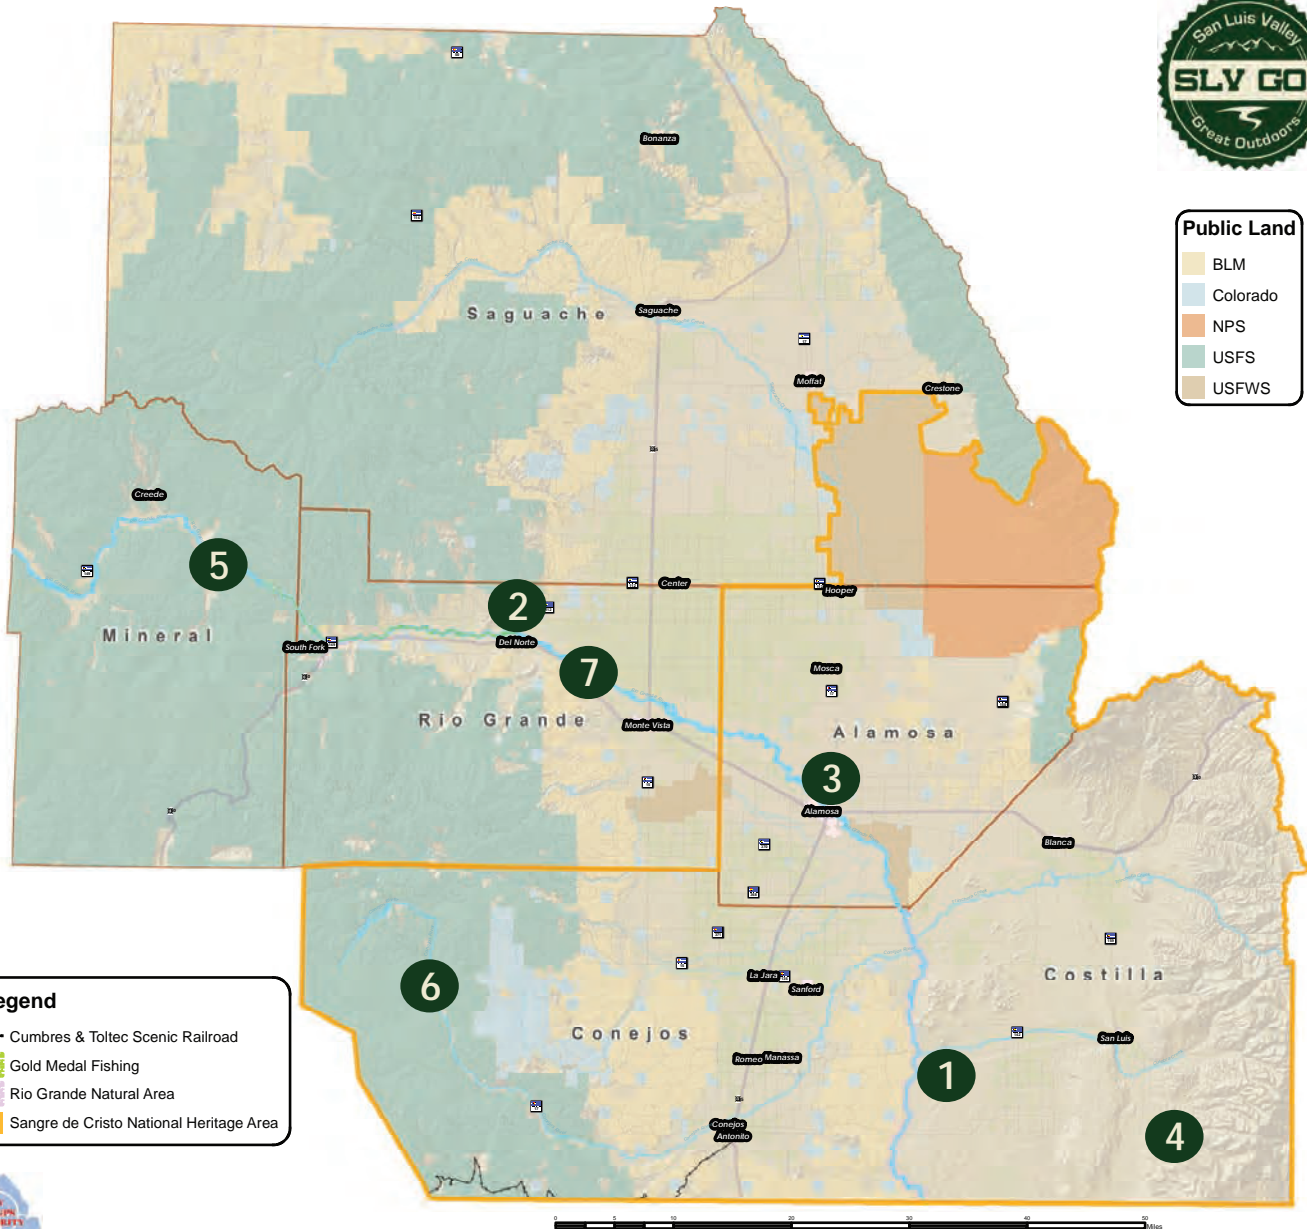 San Luis Valley
SLV GO
Great Outdoors
Public Land
BLM
Colorado
NPS
USFS
USFWS
Bonanza
Saguache
Saguache
Moffat
Crestone
Creede
5
2
Center
Hooper
Mineral
South Fork
Del Norte
7
Mosca
Rio Grande
Monte Vista
Alamosa
3
Alamosa
Blanca
6
La Jara
Sanford
Costilla
Conejos
Romeo
Manassa
San Luis
1
Conejos
Antonito
4
egend
Cumbres & Toltec Scenic Railroad
Gold Medal Fishing
Rio Grande Natural Area
Sangre de Cristo National Heritage Area
0 5 10 20 30 40 50
Miles